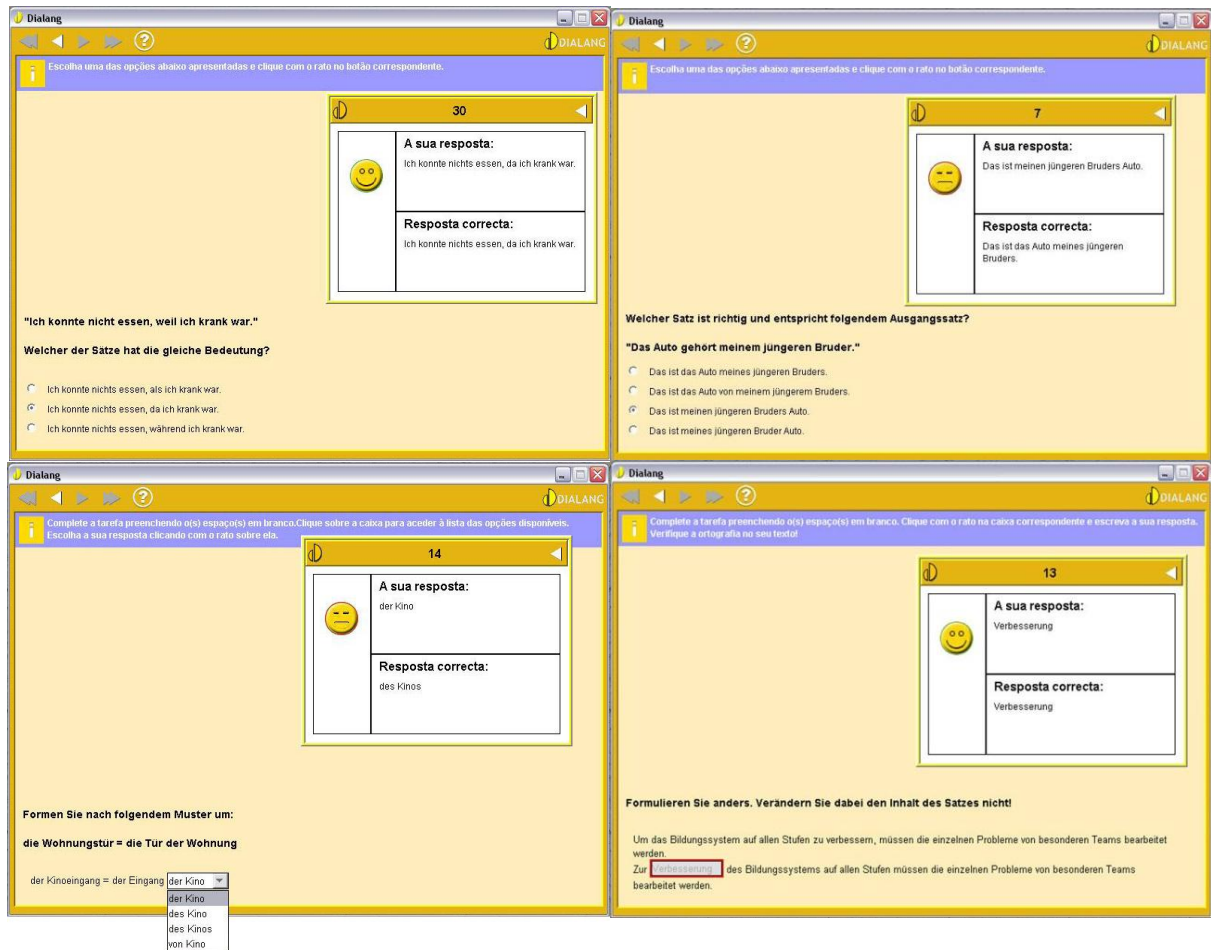 Dialang
DIALANG
Escolha uma das opções abaixo apresentadas e clique com o rato no botão correspondente.
30
A sua resposta:
Ich konnte nichts essen, da ich krank war.
Resposta correcta:
Ich konnte nichts essen, da ich krank war.
"Ich konnte nicht essen, weil ich krank war."
Welcher der Sätze hat die gleiche Bedeutung?
Ich konnte nichts essen, als ich krank war.
Ich konnte nichts essen, da ich krank war.
Ich konnte nichts essen, während ich krank war.
Dialang
DIALANG
Escolha uma das opções abaixo apresentadas e clique com o rato no botão correspondente.
7
A sua resposta:
Das ist meinen jüngeren Bruders Auto.
Resposta correcta:
Das ist das Auto meines jüngeren
Bruders.
Welcher Satz ist richtig und entspricht folgendem Ausgangssatz?
"Das Auto gehört meinem jüngeren Bruder."
Das ist das Auto meines jüngeren Bruders.
Das ist das Auto von meinem jüngerem Bruders.
Das ist meinen jüngeren Bruders Auto.
Das ist meines jüngeren Bruder Auto.
Dialang
DIALANG
Complete a tarefa preenchendo o(s) espaço(s) em branco.Clique sobre a caixa para aceder à lista das opções disponíveis.
Escolha a sua resposta clicando com o rato sobre ela.
14
A sua resposta:
der Kino
Resposta correcta:
des Kinos
Formen Sie nach folgendem Muster um:
die Wohnungstür = die Tür der Wohnung
der Kinoeingang = der Eingang der Kino
der Kino
des Kino
des Kinos
von Kino
Dialang
DIALANG
Complete a tarefa preenchendo o(s) espaço(s) em branco. Clique com o rato na caixa correspondente e escreva a sua resposta.
Verifique a ortografia no seu texto!
13
A sua resposta:
Verbesserung
Resposta correcta:
Verbesserung
Formulieren Sie anders. Verändern Sie dabei den Inhalt des Satzes nicht!
Um das Bildungssystem auf allen Stufen zu verbessern, müssen die einzelnen Probleme von besonderen Teams bearbeitet
werden.
Zur Verbesserung des Bildungssystems auf allen Stufen müssen die einzelnen Probleme von besonderen Teams
bearbeitet werden.